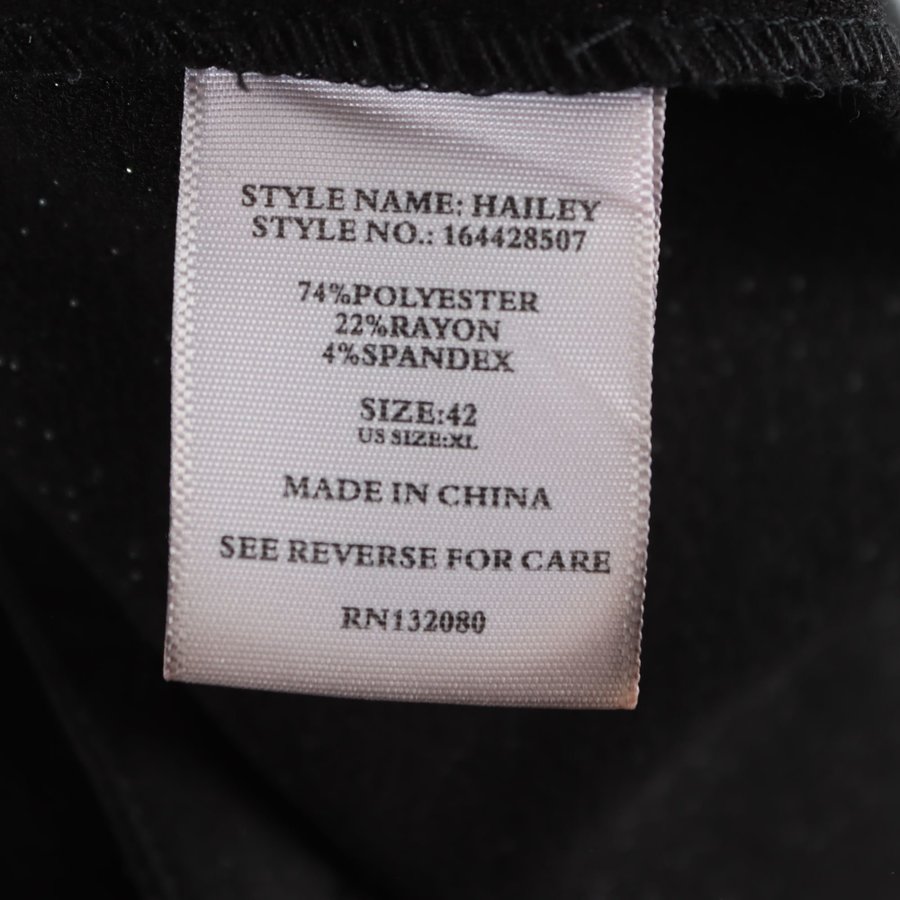 STYLE NAME: HAILEY
STYLE NO.: 164428507
74%POLYESTER
22%RAYON
4%SPANDEX
SIZE:42
US SIZE:XL
MADE IN CHINA
SEE REVERSE FOR CARE
RN132080